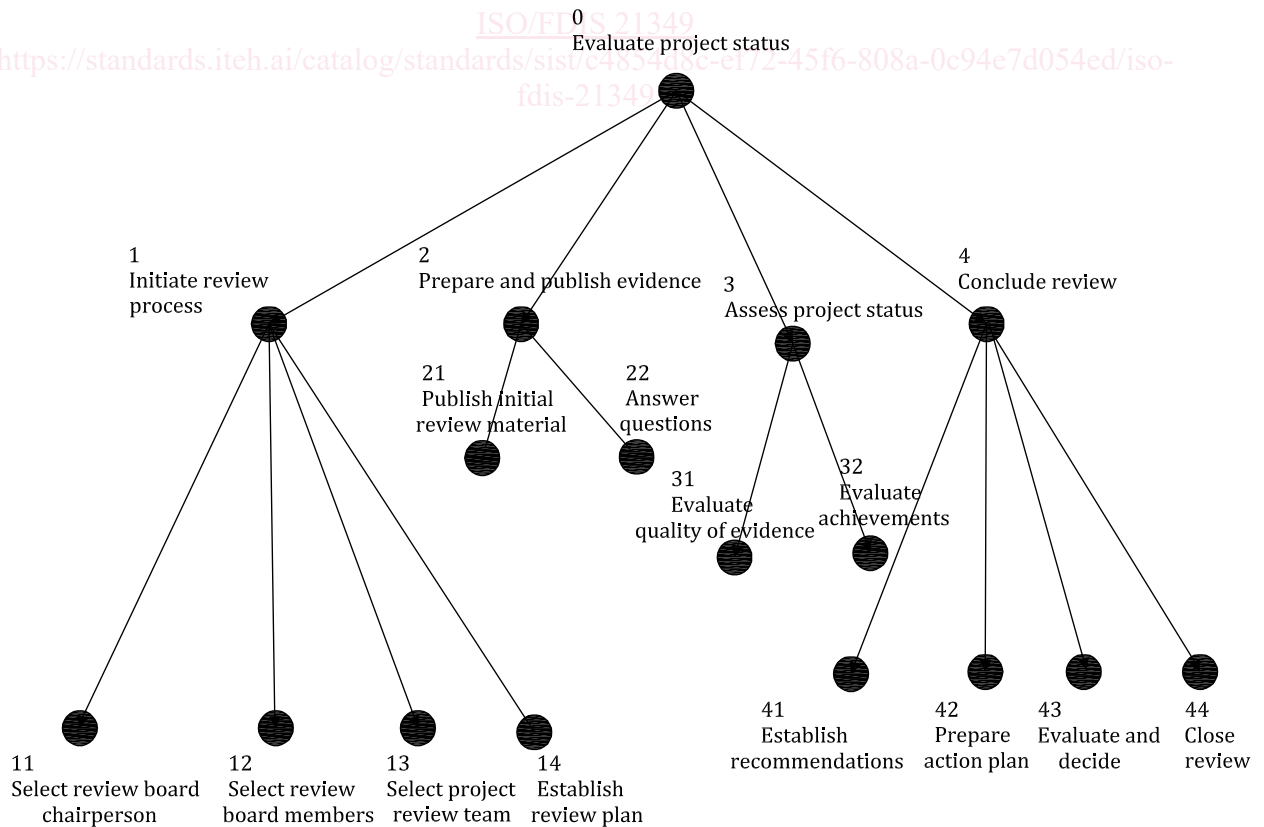 ISO/FDIS 21349
https://standards.iteh.ai/catalog/standards/sist/c4854d8c-ef72-45f6-808a-0c94e7d054ed/iso-
fdis-21349
0
Evaluate project status
1
Initiate review
process
2
Prepare and publish evidence
3
Assess project status
4
Conclude review
21
Publish initial
review material
22
Answer
questions
31
Evaluate
quality of evidence
32
Evaluate
achievements
11
Select review board
chairperson
12
Select review
board members
13
Select project
review team
14
Establish
review plan
41
Establish
recommendations
42
Prepare
action plan
43
Evaluate and
decide
44
Close
review